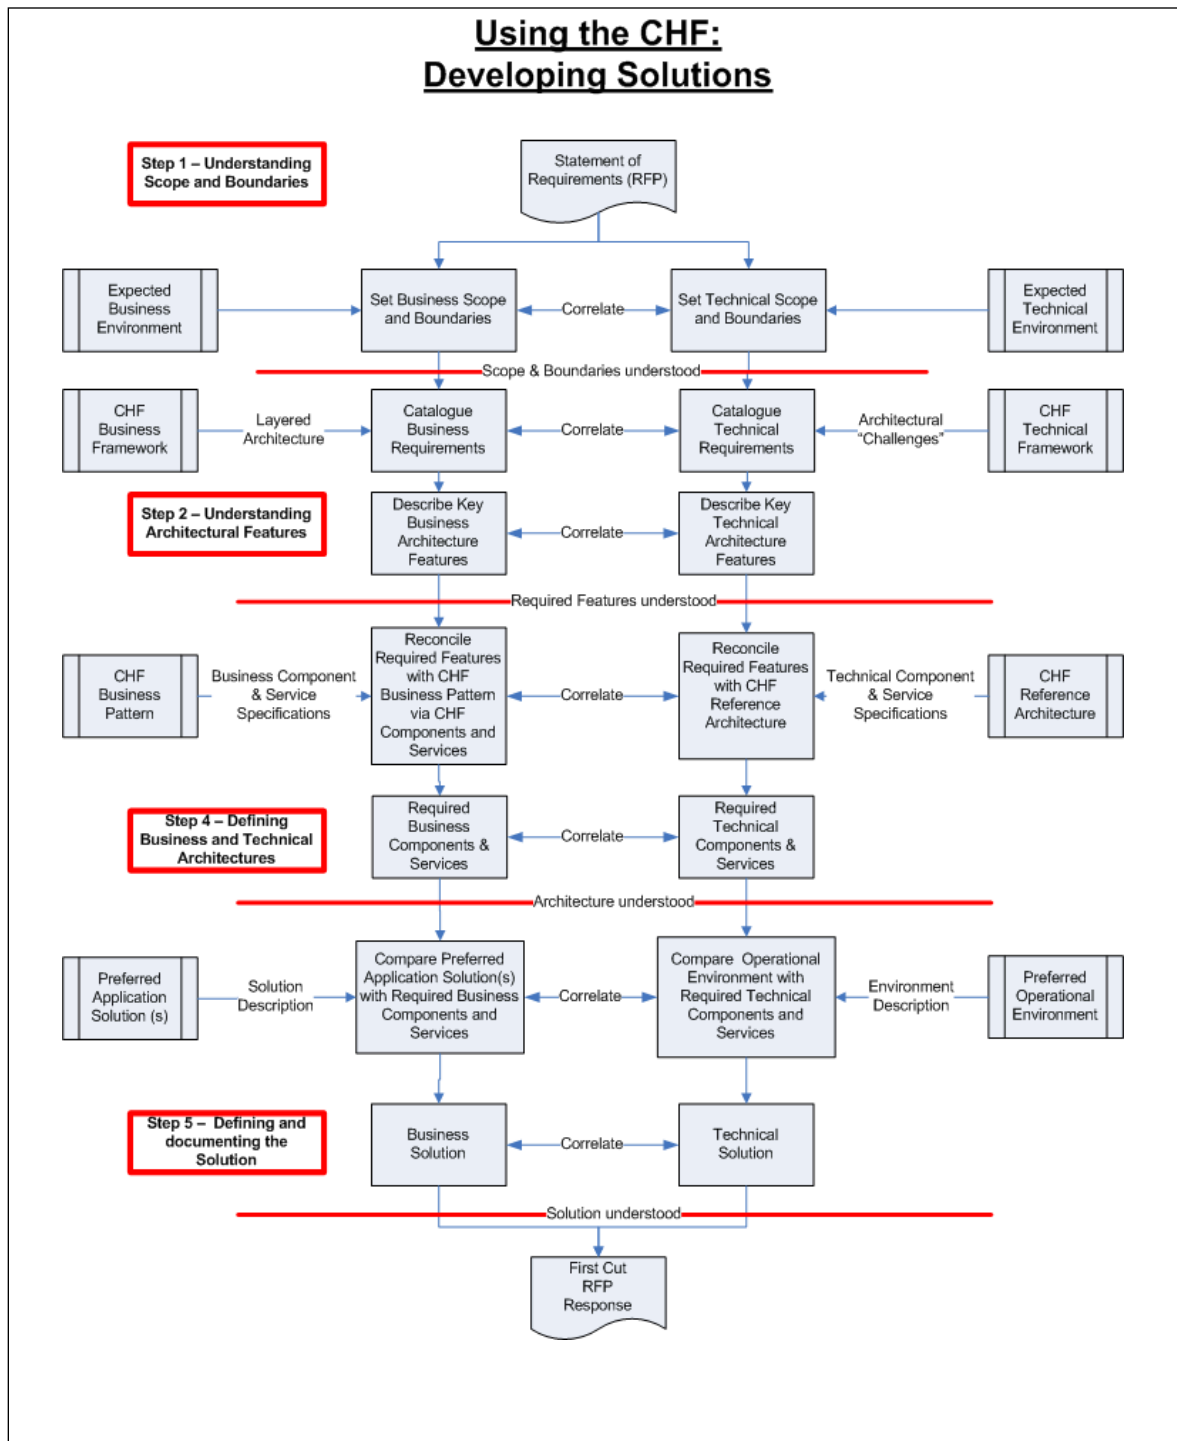 Using the CHF:
Developing Solutions
Step 1 – Understanding
Scope and Boundaries
Statement of
Requirements (RFP)
Expected
Business
Environment
Set Business Scope
and Boundaries
Correlate
Set Technical Scope
and Boundaries
Expected
Technical
Environment
Scope & Boundaries understood
CHF
Business
Framework
Layered
Architecture
Catalogue
Business
Requirements
Correlate
Catalogue
Technical
Requirements
Architectural
“Challenges”
CHF
Technical
Framework
Step 2 – Understanding
Architectural Features
Describe Key
Business
Architecture
Features
Correlate
Describe Key
Technical
Architecture
Features
Required Features understood
CHF
Business
Pattern
Business Component
& Service
Specifications
Reconcile
Required Features
with CHF
Business Pattern
via CHF
Components and
Services
Correlate
Reconcile
Required Features
with CHF
Reference
Architecture
Technical Component
& Service
Specifications
CHF
Reference
Architecture
Step 4 – Defining
Business and Technical
Architectures
Required
Business
Components &
Services
Correlate
Required
Technical
Components &
Services
Architecture understood
Preferred
Application
Solution (s)
Solution
Description
Compare Preferred
Application Solution(s)
with Required Business
Components and
Services
Correlate
Compare  Operational
Environment with
Required Technical
Components and
Services
Environment
Description
Preferred
Operational
Environment
Step 5 –  Defining and
documenting the
Solution
Business
Solution
Correlate
Technical
Solution
Solution understood
First Cut
RFP
Response